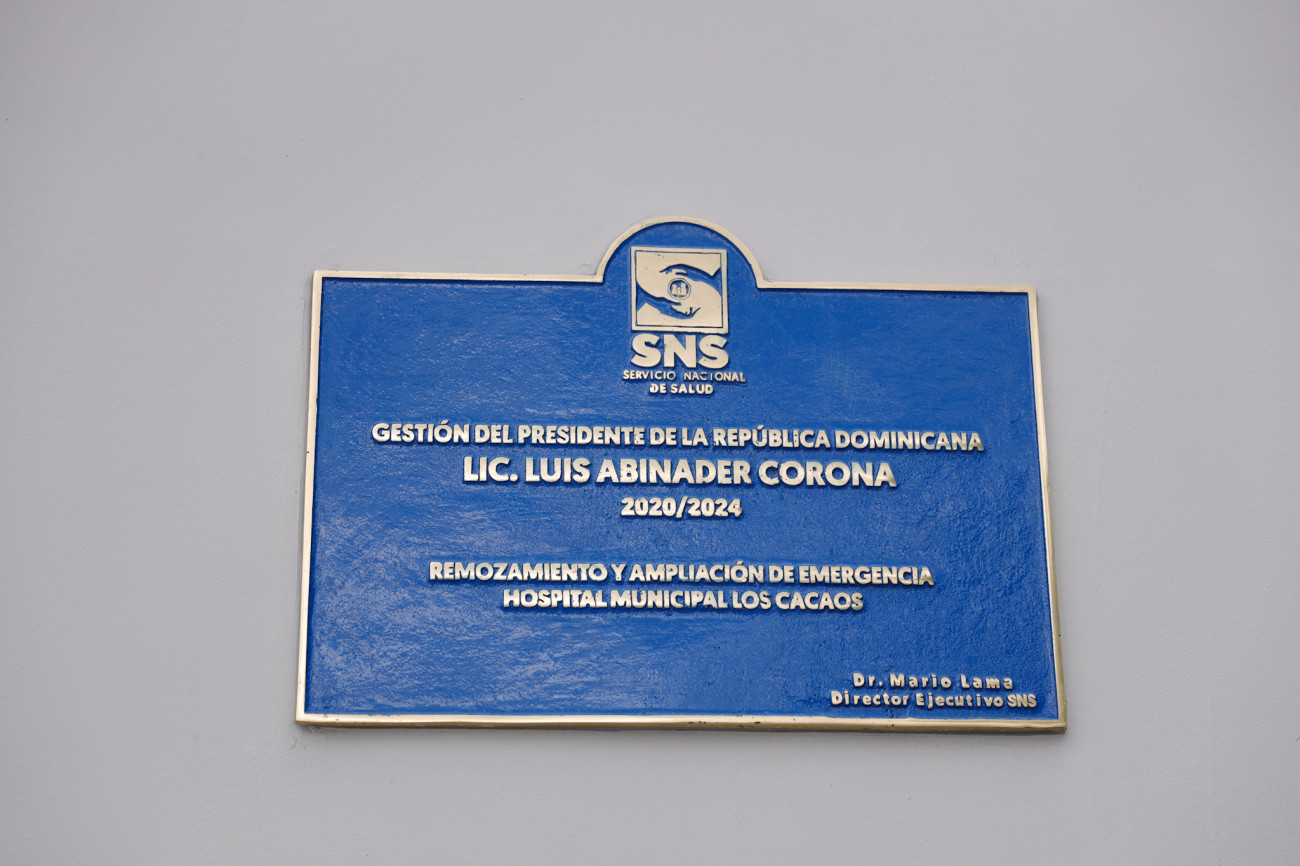 SNS
SERVICIO NACIONAL
DE SALUD
GESTIÓN DEL PRESIDENTE DE LA REPÚBLICA DOMINICANA
LIC. LUIS ABINADER CORONA
2020/2024
REMOZAMIENTO Y AMPLIACIÓN DE EMERGENCIA
HOSPITAL MUNICIPAL LOS CACAOS
Dr. Mario Lama
Director Ejecutivo SNS